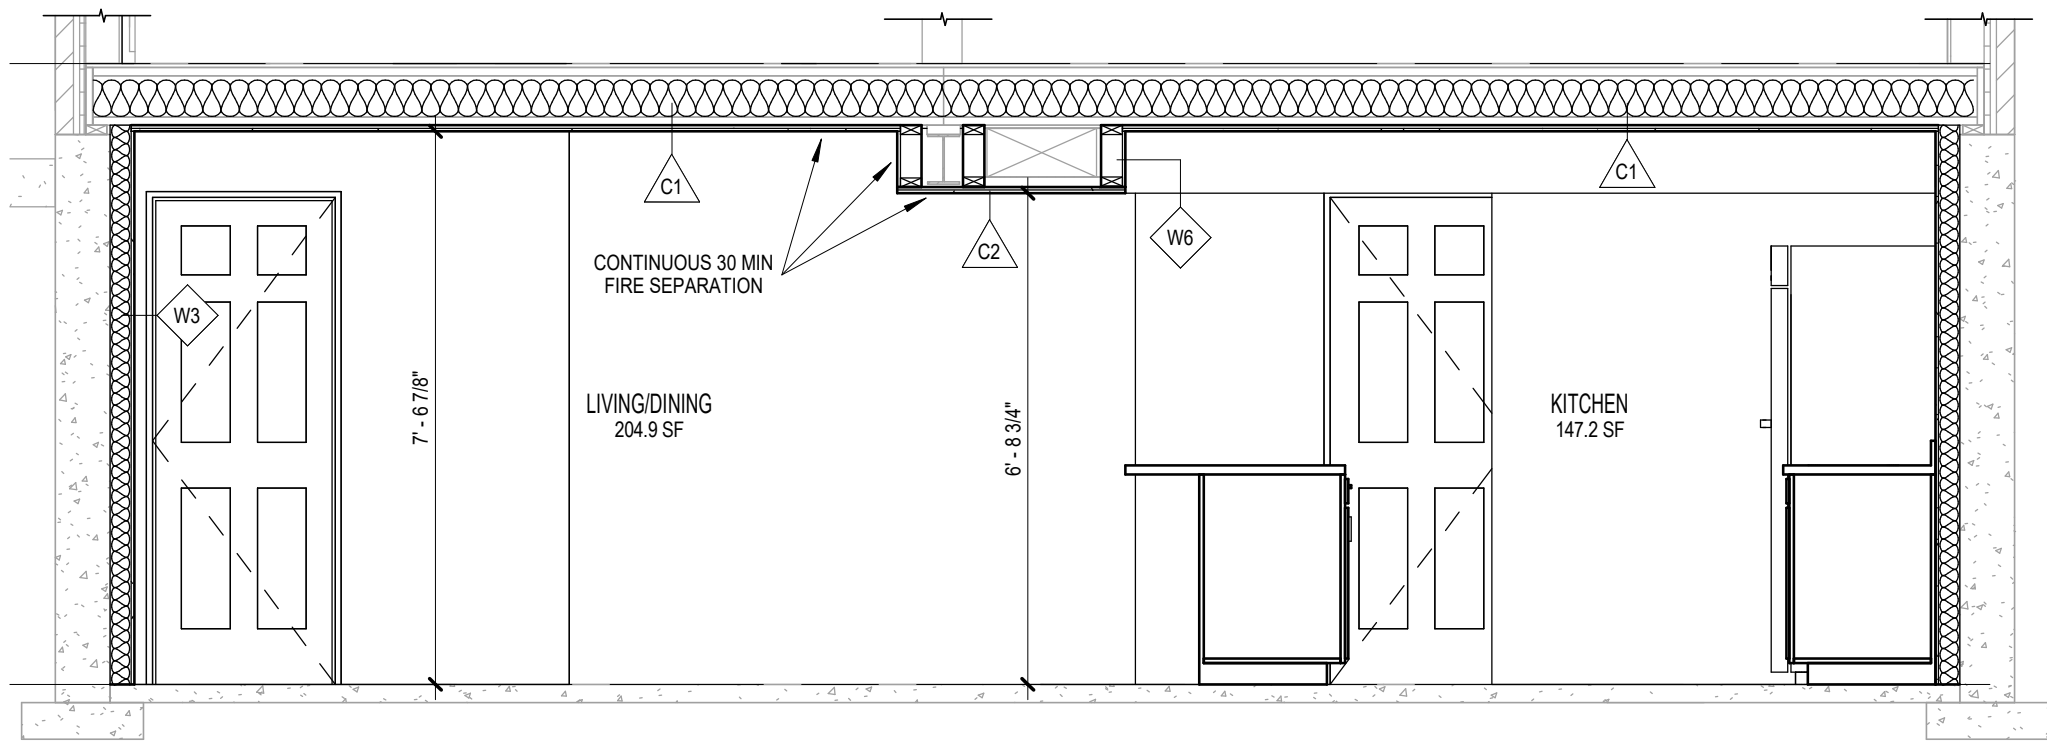 C1
C1
W6
C2
CONTINUOUS 30 MIN
FIRE SEPARATION
W3
7' - 6 7/8"
LIVING/DINING
204.9 SF
6' - 8 3/4"
KITCHEN
147.2 SF